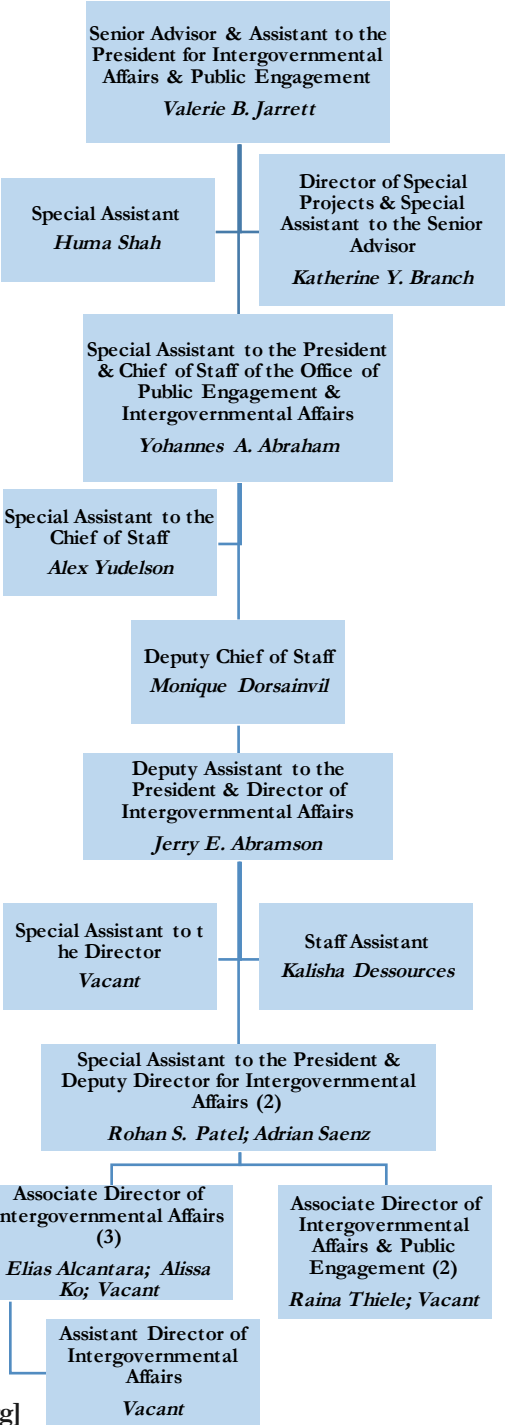 Senior Advisor & Assistant to the
President for Intergovernmental
Affairs & Public Engagement
Valerie B. Jarrett
Special Assistant
Huma Shah
Director of Special
Projects & Special
Assistant to the Senior
Advisor
Katherine Y. Branch
Special Assistant to the President
& Chief of Staff of the Office of
Public Engagement &
Intergovernmental Affairs
Yohannes A. Abraham
Special Assistant to the
Chief of Staff
Alex Yudelson
Deputy Chief of Staff
Monique Dorsainvil
Deputy Assistant to the
President & Director of
Intergovernmental Affairs
Jerry E. Abramson
Special Assistant to t
he Director
Vacant
Staff Assistant
Kalisha Dessources
Special Assistant to the President &
Deputy Director for Intergovernmental
Affairs (2)
Rohan S. Patel; Adrian Saenz
Associate Director of
ntergovernmental Affairs
(3)
Elias Alcantara; Alissa
Ko; Vacant
Associate Director of
Intergovernmental
Affairs & Public
Engagement (2)
Raina Thiele; Vacant
Assistant Director of
Intergovernmental
Affairs
Vacant
g]